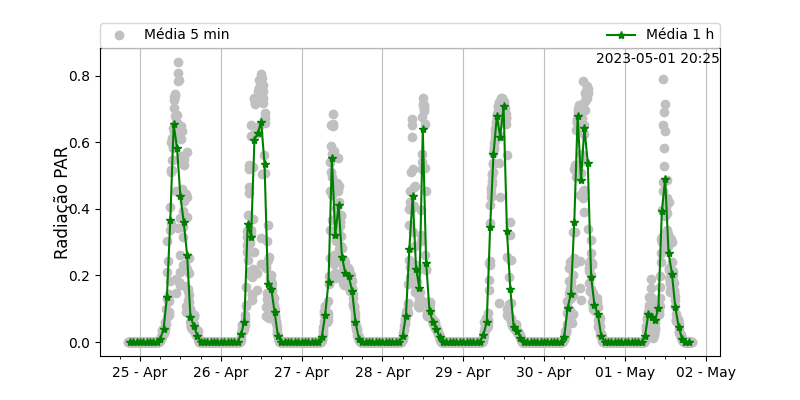 Média 5 min
Média 1 h
2023-05-01 20:25
Radiação PAR
0.8
0.6
0.4
0.2
0.0
25 - Apr
26 - Apr
27 - Apr
28 - Apr
29 - Apr
30 - Apr
01 - May
02 - May